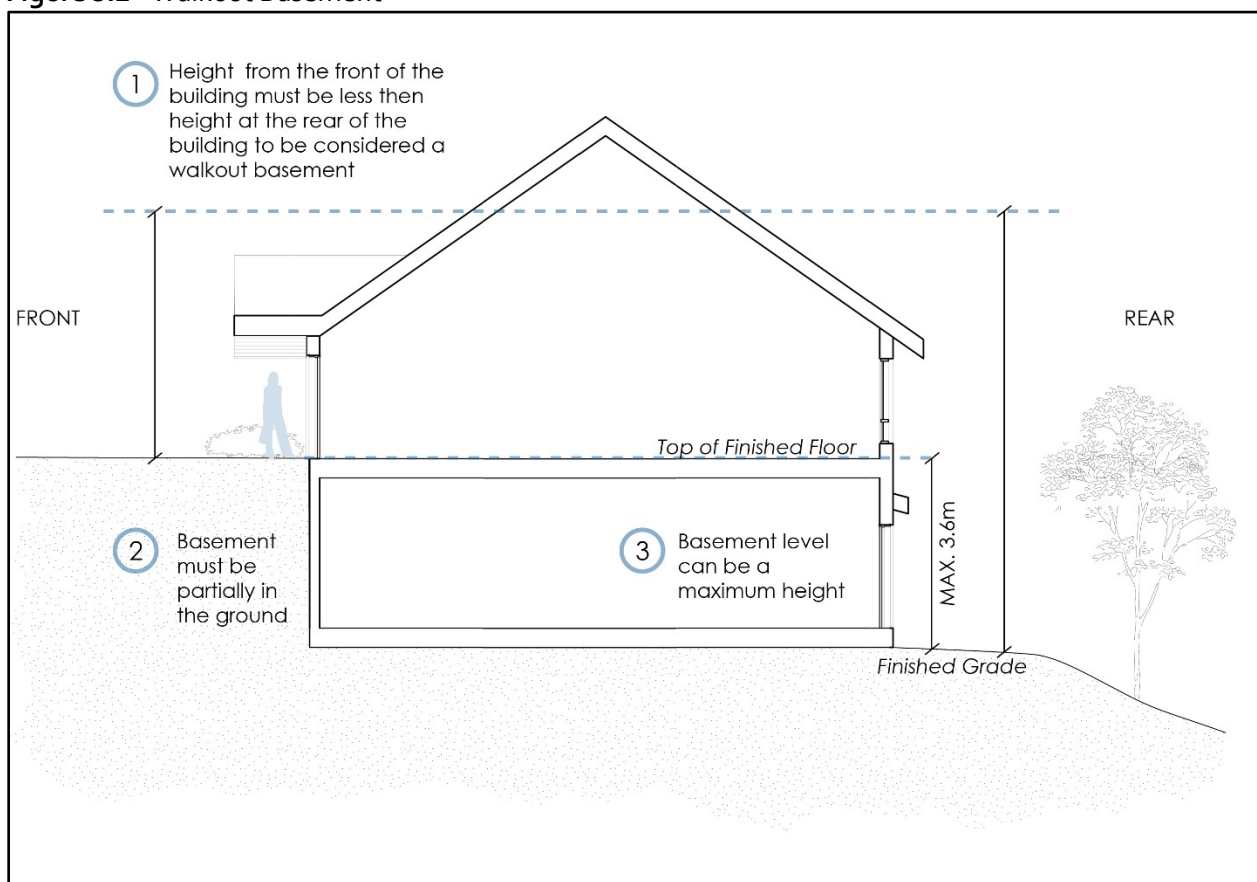 1
Height from the front of the
building must be less then
height at the rear of the
building to be considered a
walkout basement
FRONT
REAR
Top of Finished Floor
2
Basement
must be
partially in
the ground
3
Basement level
can be a
maximum height
MAX. 3.6m
Finished Grade